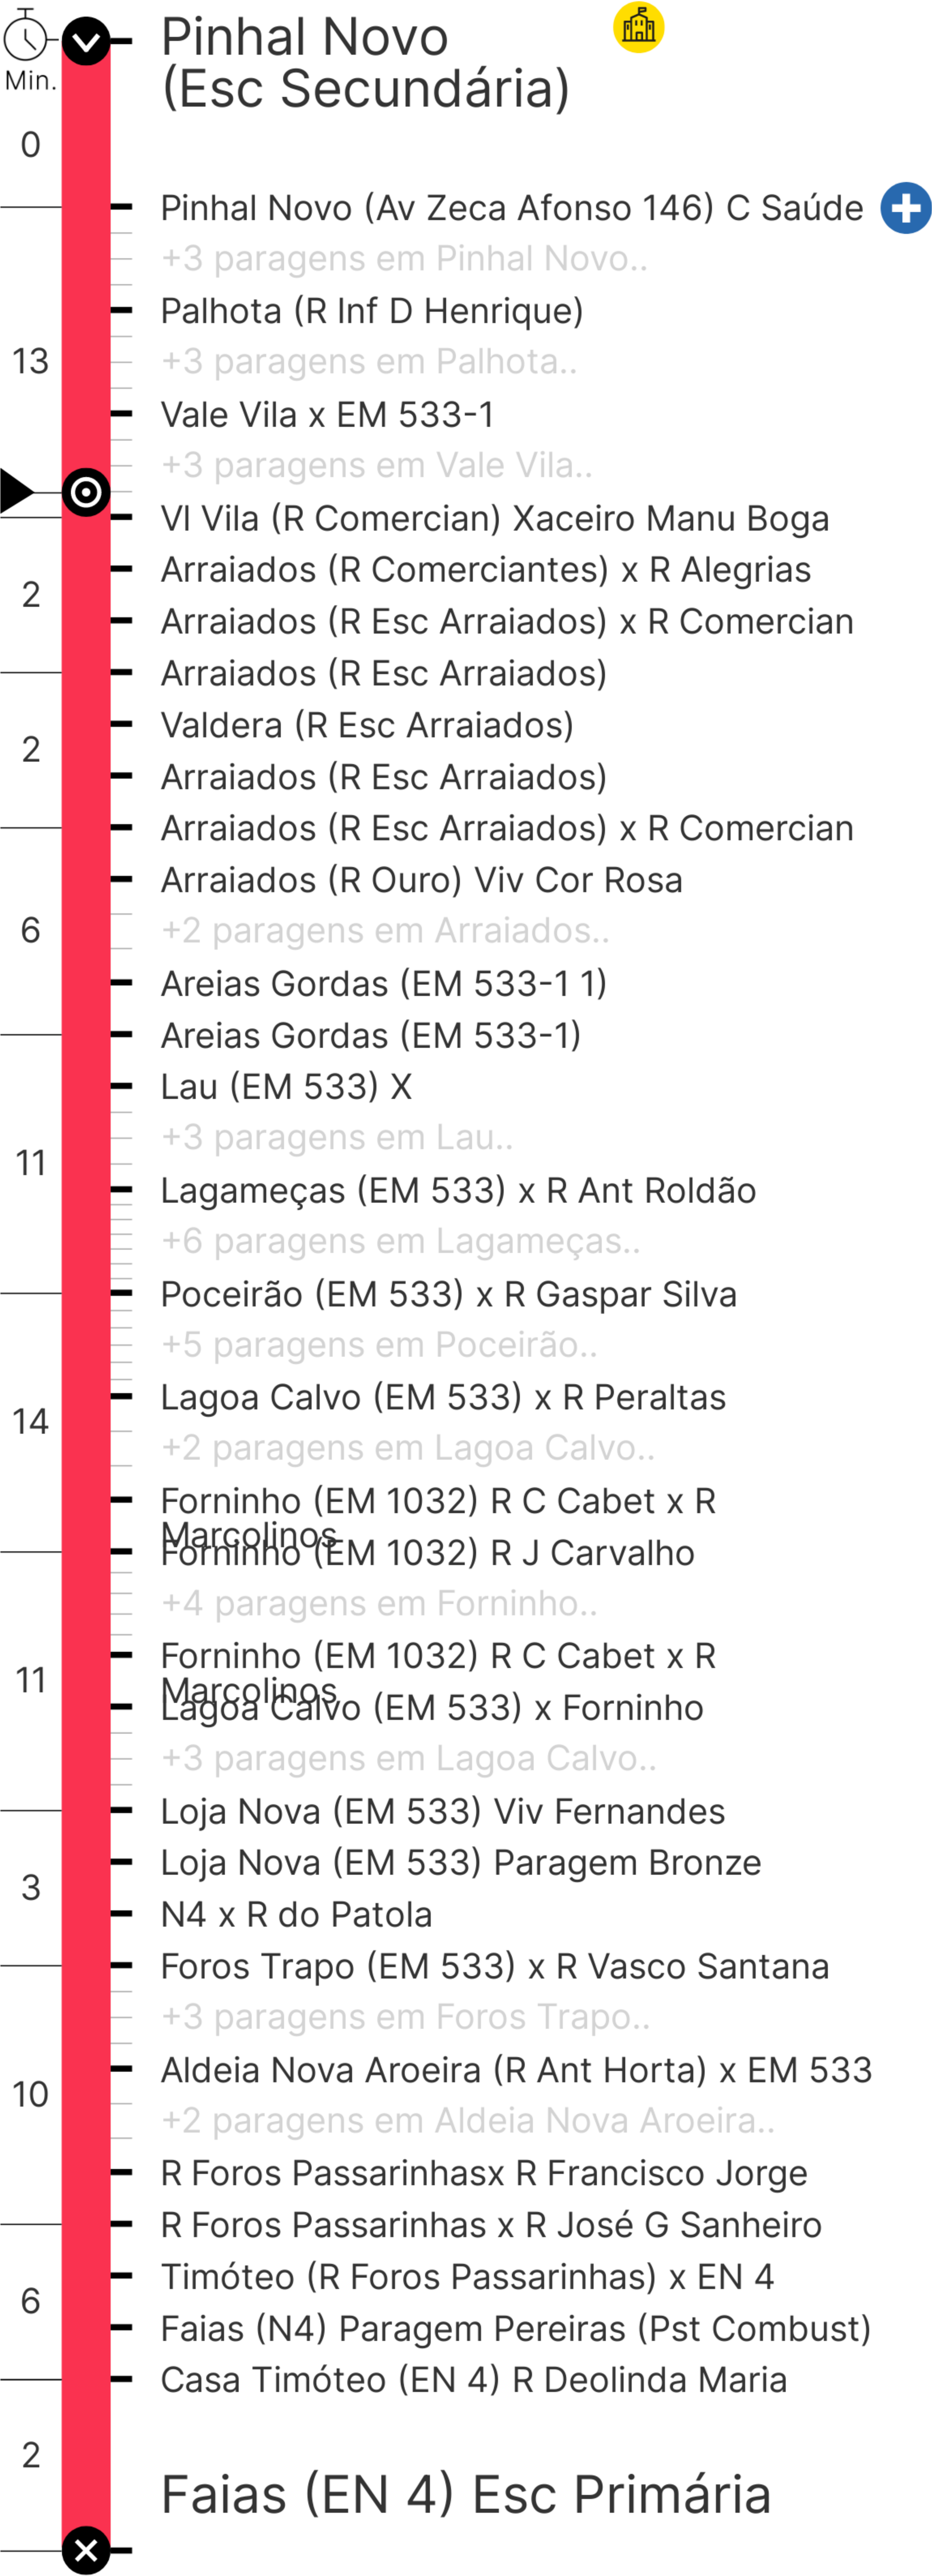 Min.
Pinhal Novo
(Esc Secundária)
0
Pinhal Novo (Av Zeca Afonso 146) C Saúde
+3 paragens em Pinhal Novo..
Palhota (R Inf D Henrique)
13
+3 paragens em Palhota..
Vale Vila x EM 533-1
+3 paragens em Vale Vila..
Vl Vila (R Comercian) Xaceiro Manu Boga
Arraiados (R Comerciantes) x R Alegrias
2
Arraiados (R Esc Arraiados) x R Comercian
Arraiados (R Esc Arraiados)
Valdera (R Esc Arraiados)
2
Arraiados (R Esc Arraiados)
Arraiados (R Esc Arraiados) x R Comercian
Arraiados (R Ouro) Viv Cor Rosa
6
+2 paragens em Arraiados..
Areias Gordas (EM 533-1 1)
Areias Gordas (EM 533-1)
Lau (EM 533) X
+3 paragens em Lau..
11
Lagameças (EM 533) x R Ant Roldão
+6 paragens em Lagameças..
Poceirão (EM 533) x R Gaspar Silva
+5 paragens em Poceirão..
Lagoa Calvo (EM 533) x R Peraltas
14
+2 paragens em Lagoa Calvo..
Forninho (EM 1032) R C Cabet x R
Marcolinos
Forninho (EM 1032) R J Carvalho
+4 paragens em Forninho..
Forninho (EM 1032) R C Cabet x R
11
Marcolinos
Lagoa Calvo (EM 533) x Forninho
+3 paragens em Lagoa Calvo..
Loja Nova (EM 533) Viv Fernandes
Loja Nova (EM 533) Paragem Bronze
3
N4 x R do Patola
Foros Trapo (EM 533) x R Vasco Santana
+3 paragens em Foros Trapo..
Aldeia Nova Aroeira (R Ant Horta) x EM 533
10
+2 paragens em Aldeia Nova Aroeira..
R Foros Passarinhasx R Francisco Jorge
R Foros Passarinhas x R José G Sanheiro
Timóteo (R Foros Passarinhas) x EN 4
6
Faias (N4) Paragem Pereiras (Pst Combust)
Casa Timóteo (EN 4) R Deolinda Maria
2
Faias (EN 4) Esc Primária